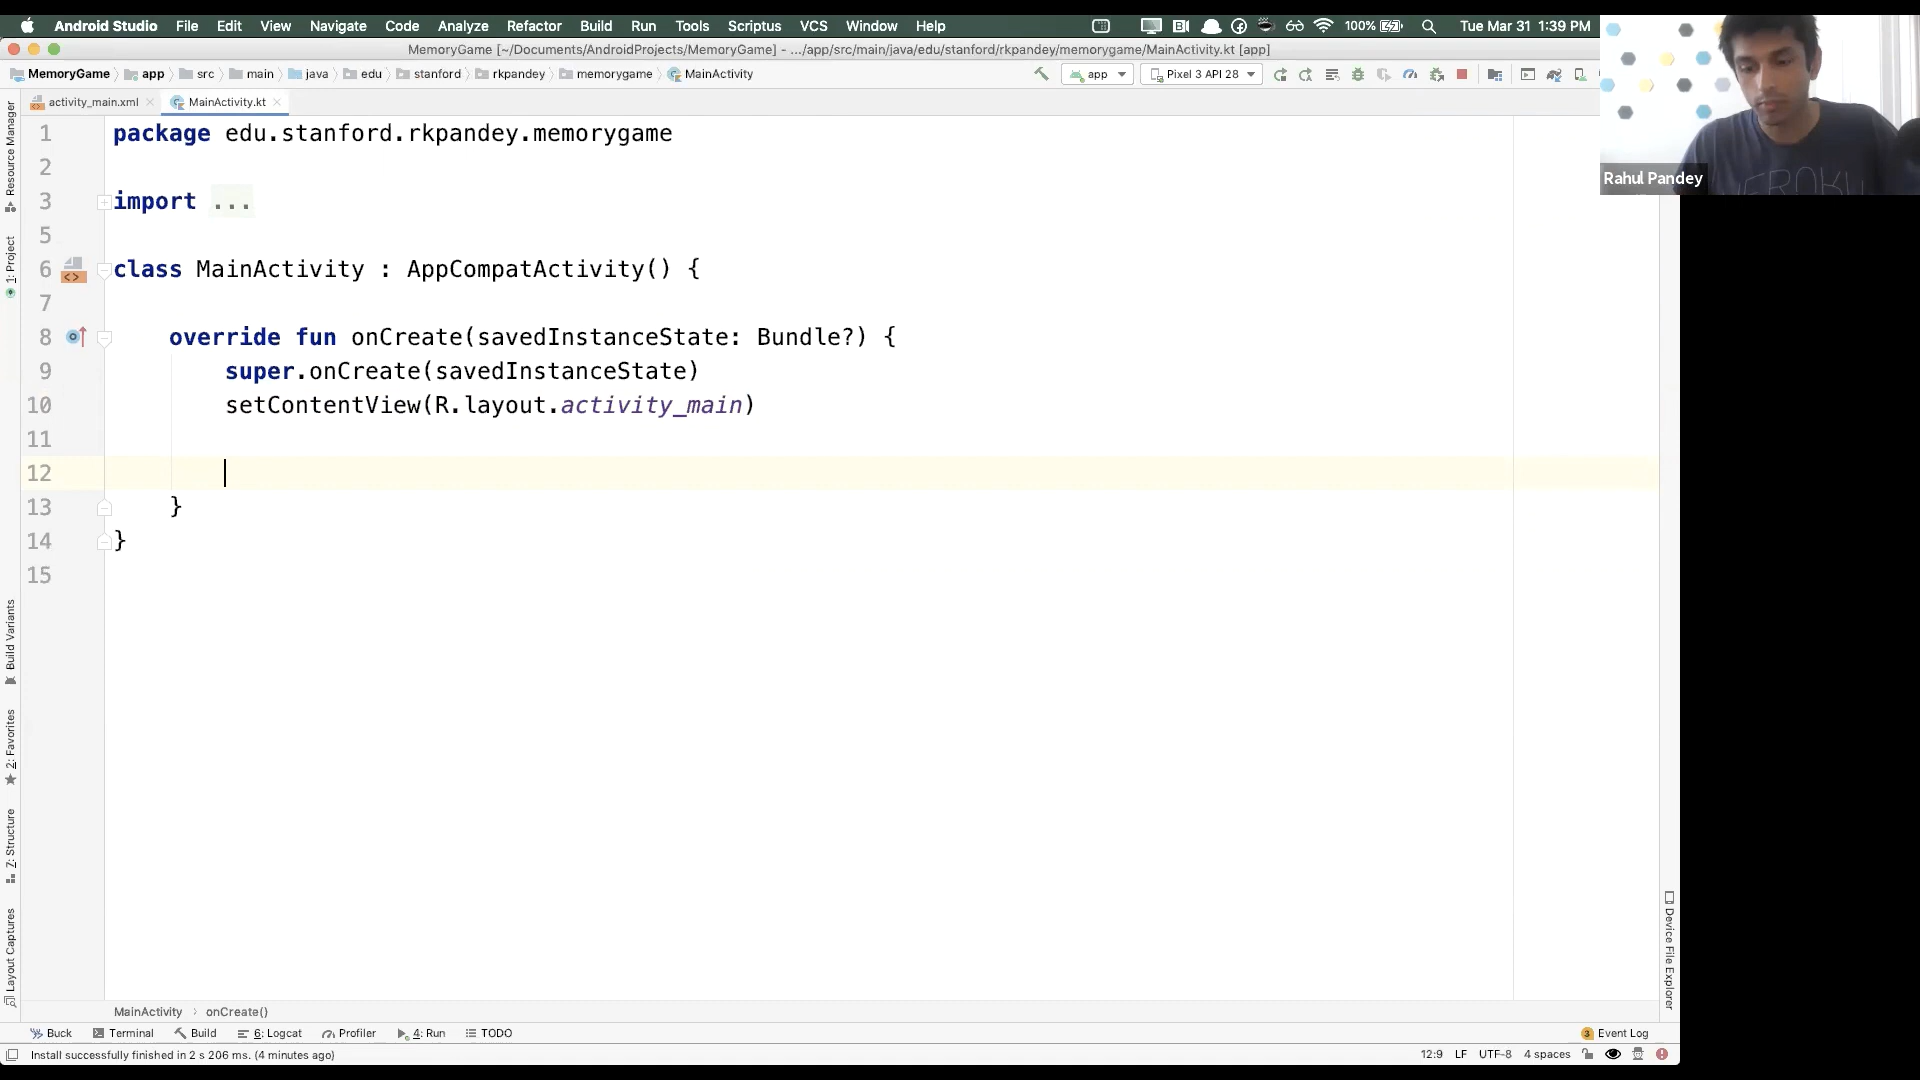 Android Studio File Edit View Navigate Code Analyze Refactor Build Run Tools Scriptus VCS Window Help 100% Tue Mar 31 1:39 PM
MemoryGame [~/Documents/AndroidProjects/MemoryGame] - .../app/src/main/java/edu/stanford/rkpandey/memorygame/MainActivity.kt [app]
MemoryGame app src main java edu stanford rkpandey memorygame MainActivity app Pixel 3 API 28
activity_main.xml MainActivity.kt
Rahul Pandey
Resource Manager
1: Project
Build Variants
2: Favorites
Z: Structure
Layout Captures
1 package edu.stanford.rkpandey.memorygame
2
3 import ...
5
6 class MainActivity : AppCompatActivity() {
7
8 override fun onCreate(savedInstanceState: Bundle?) {
9 super.onCreate(savedInstanceState)
10 setContentView(R.layout.activity_main)
11
12
13 }
14 }
15
Device File Explorer
MainActivity › onCreate()
Buck Terminal Build 6: Logcat Profiler 4: Run TODO 3 Event Log
Install successfully finished in 2 s 206 ms. (4 minutes ago) 12:9 LF UTF-8 4 spaces